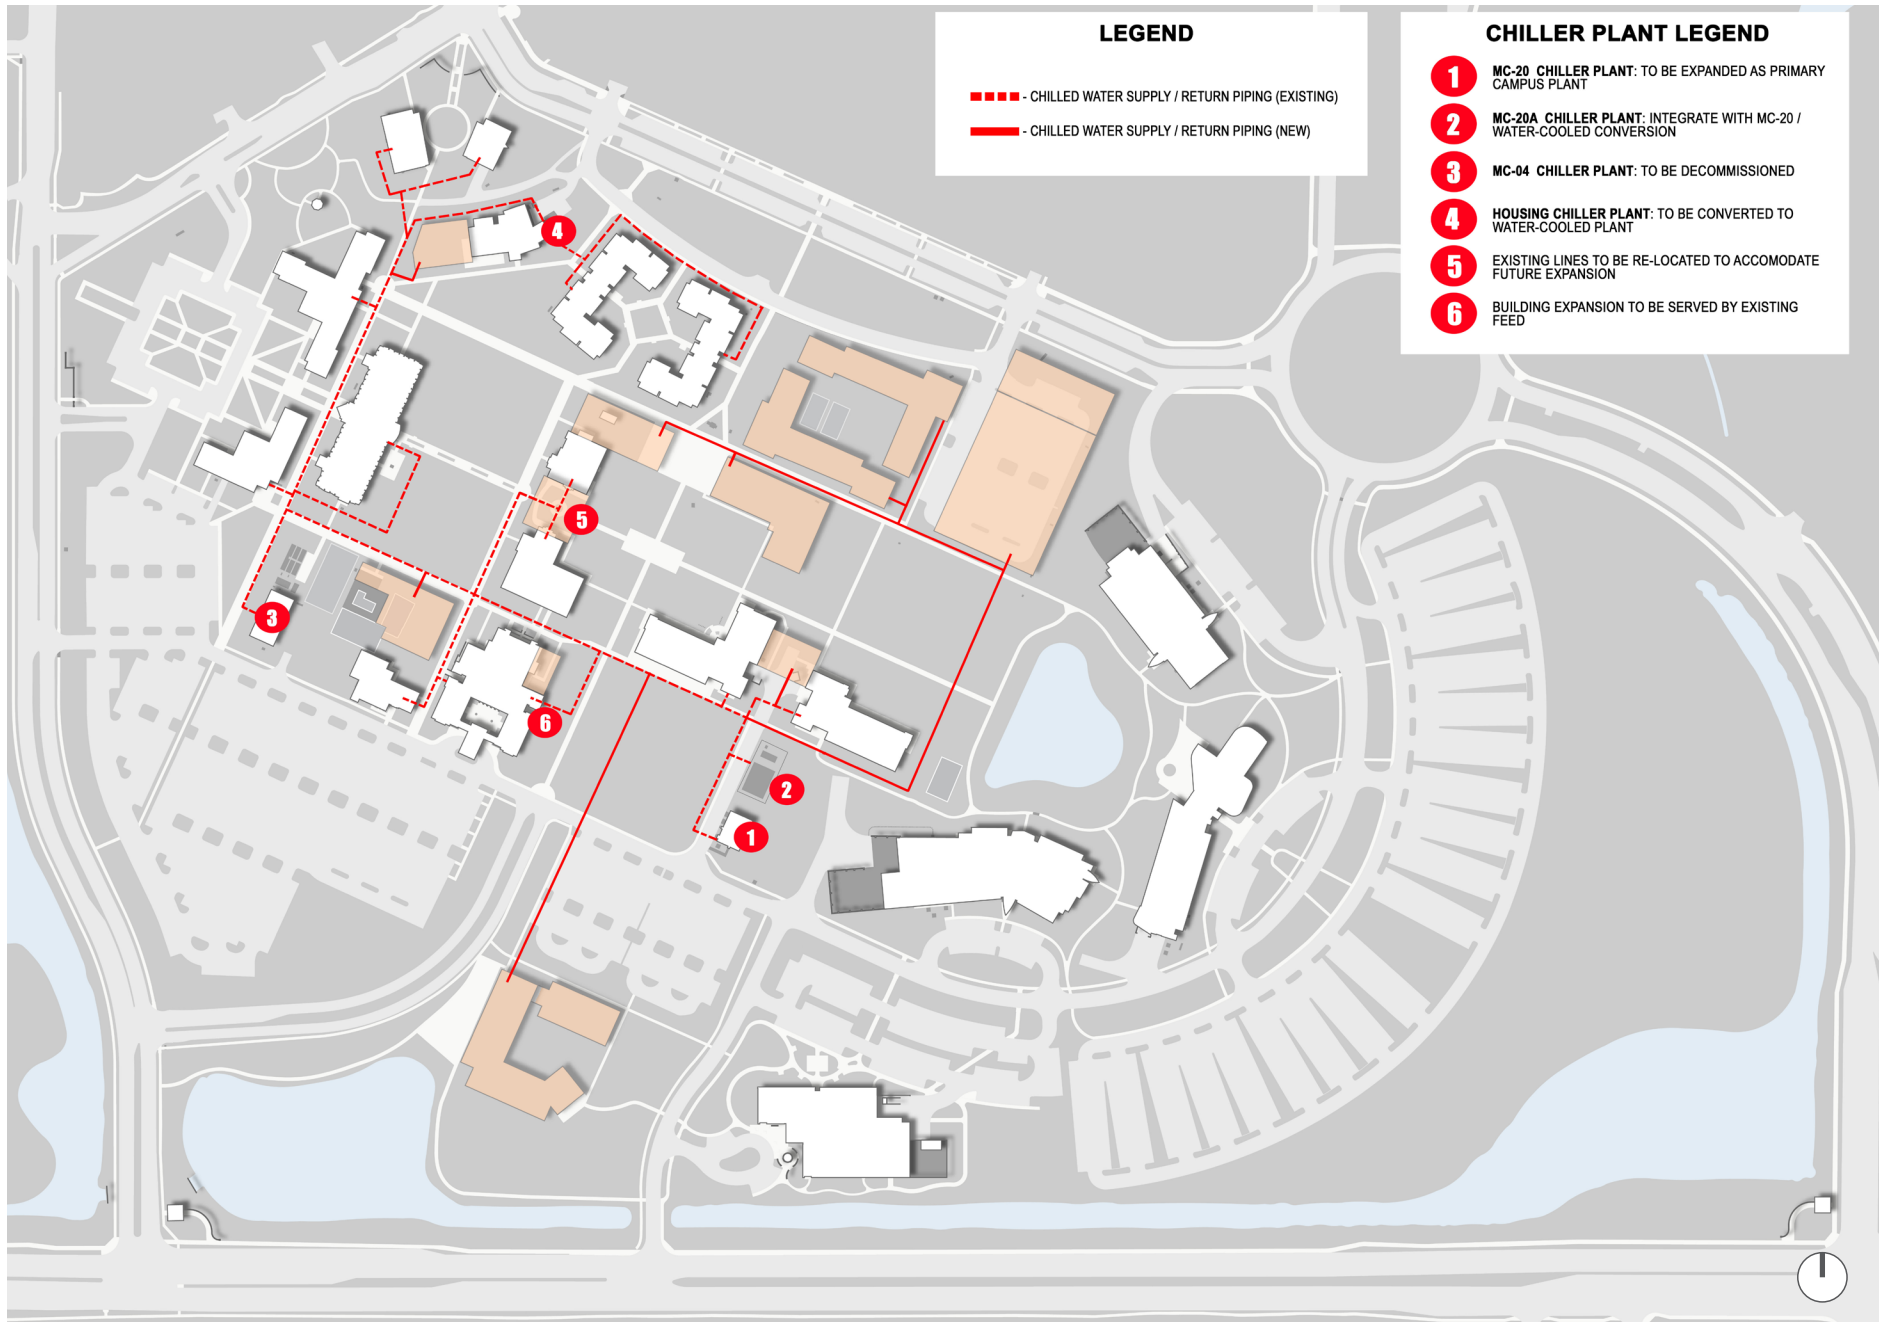 LEGEND
- CHILLED WATER SUPPLY / RETURN PIPING (EXISTING)
- CHILLED WATER SUPPLY / RETURN PIPING (NEW)
CHILLER PLANT LEGEND
1 MC-20 CHILLER PLANT: TO BE EXPANDED AS PRIMARY
CAMPUS PLANT
2 MC-20A CHILLER PLANT: INTEGRATE WITH MC-20 /
WATER-COOLED CONVERSION
3 MC-04 CHILLER PLANT: TO BE DECOMMISSIONED
4 HOUSING CHILLER PLANT: TO BE CONVERTED TO
WATER-COOLED PLANT
5 EXISTING LINES TO BE RE-LOCATED TO ACCOMODATE
FUTURE EXPANSION
6 BUILDING EXPANSION TO BE SERVED BY EXISTING
FEED
4
5
3
6
2
1